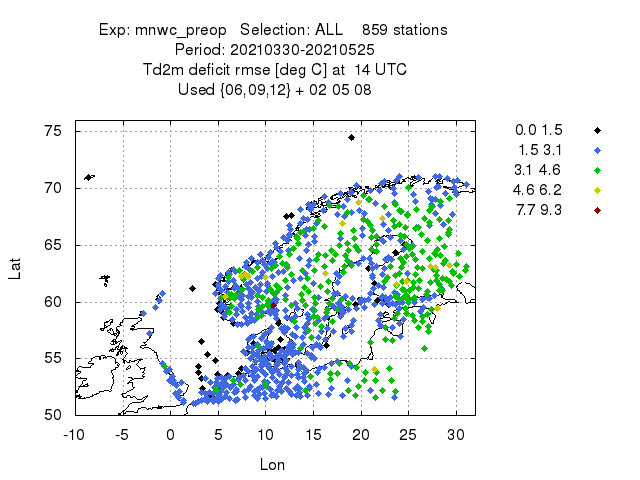 Exp: mnwc_preop Selection: ALL 859 stations
Period: 20210330-20210525
Td2m deficit rmse [deg C] at 14 UTC
Used {06,09,12} + 02 05 08
0.0 1.5
1.5 3.1
3.1 4.6
4.6 6.2
7.7 9.3
75
70
65
60
55
50
Lat
-10 -5 0 5 10 15 20 25 30
Lon